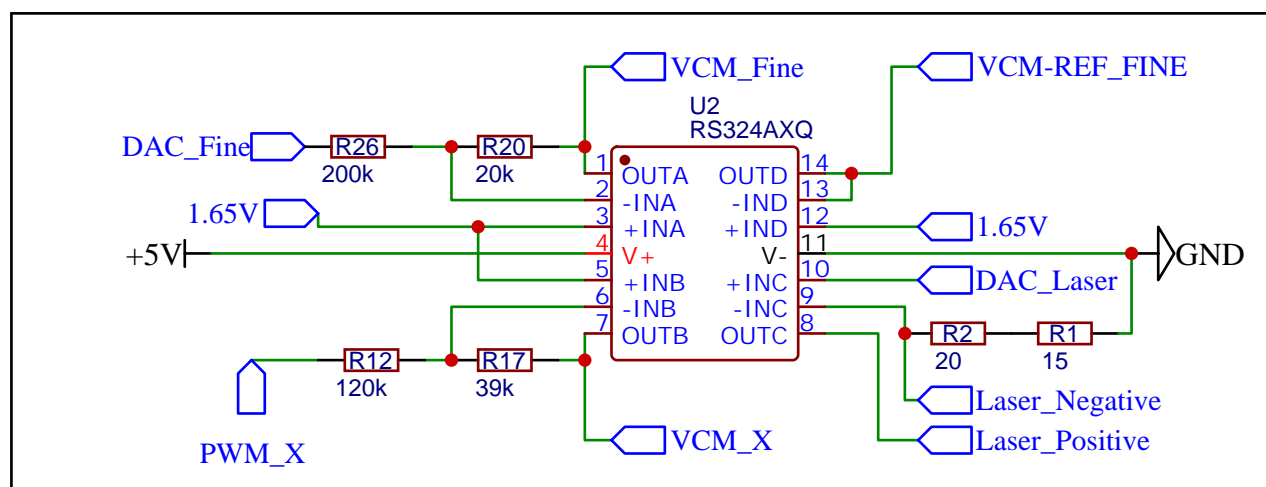 VCM_Fine
VCM-REF_FINE
U2
RS324AXQ
DAC_Fine
R26
R20
200k
20k
1
OUTA
OUTD
14
2
-INA
-IND
13
1.65V
3
+INA
+IND
12
1.65V
+5V
4
V+
V-
11
GND
5
+INB
+INC
10
DAC_Laser
6
-INB
-INC
9
7
OUTB
OUTC
8
R2
R1
20
15
R12
R17
120k
39k
Laser_Negative
PWM_X
VCM_X
Laser_Positive